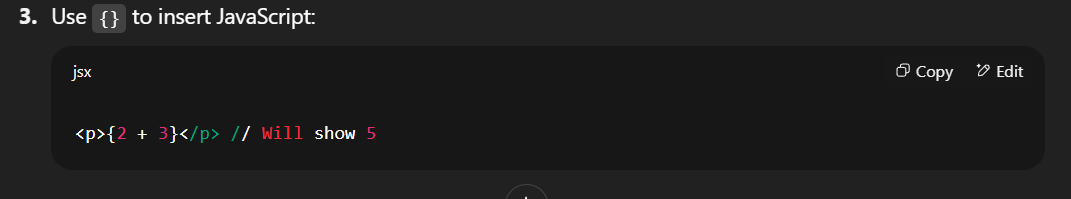 3. Use {} to insert JavaScript:
jsx Copy Edit
<p>{2 + 3}</p> // Will show 5